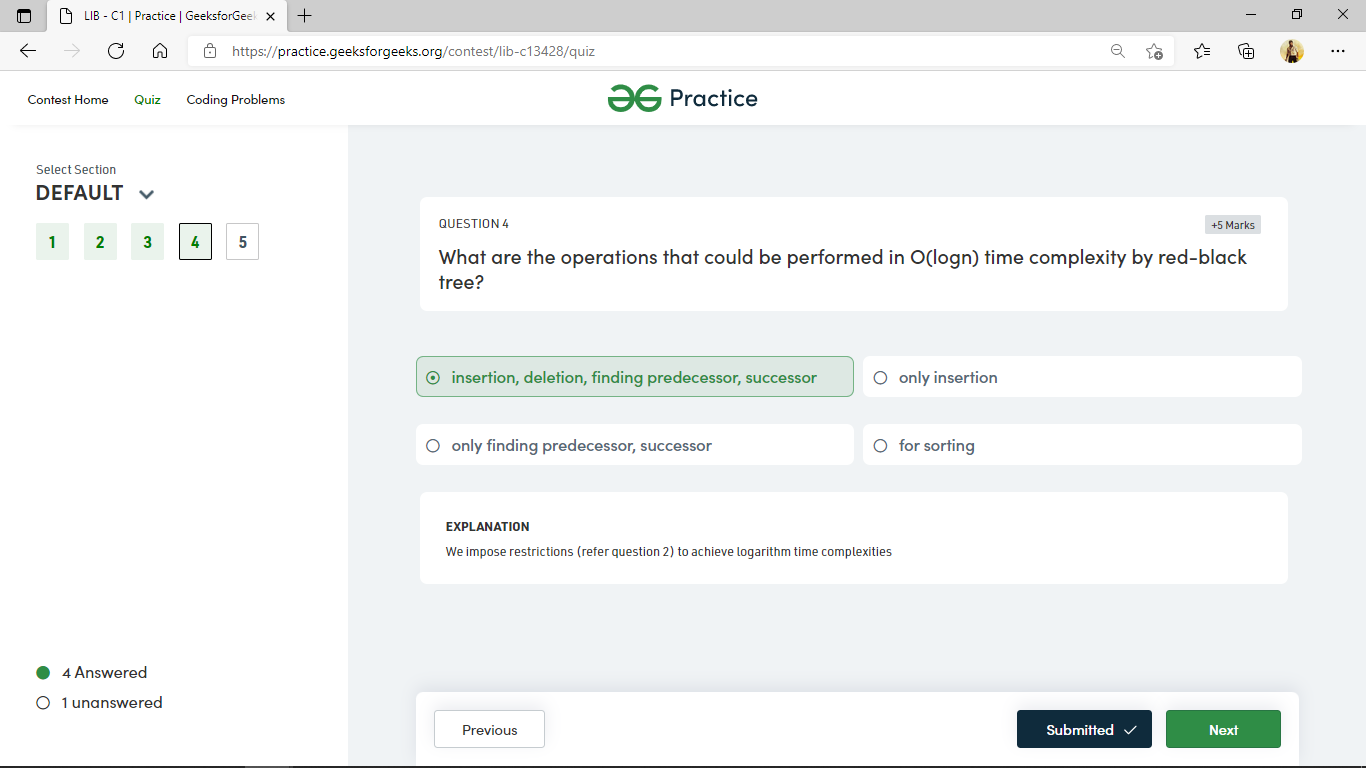 LIB - C1 | Practice | GeeksforGeek
https://practice.geeksforgeeks.org/contest/lib-c13428/quiz
Contest Home Quiz Coding Problems
Practice
Select Section
DEFAULT
1 2 3 4 5
QUESTION 4
+5 Marks
What are the operations that could be performed in O(logn) time complexity by red-black
tree?
insertion, deletion, finding predecessor, successor
only insertion
only finding predecessor, successor
for sorting
EXPLANATION
We impose restrictions (refer question 2) to achieve logarithm time complexities
4 Answered
1 unanswered
Previous
Submitted
Next